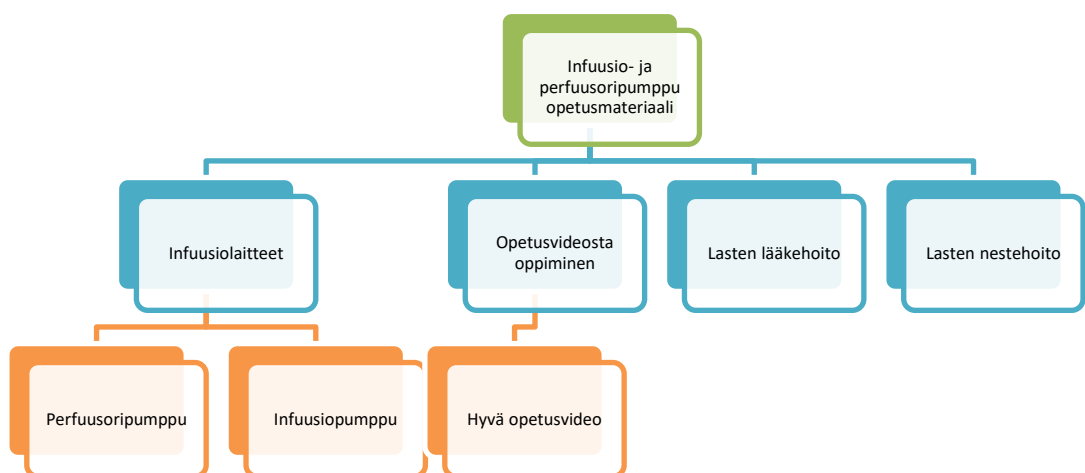 Infuusio- ja
perfuusoripumppu
opetusmateriaali
Infuusiolaitteet
Opetusvideosta
oppiminen
Lasten lääkehoito
Lasten nestehoito
Perfuusoripumppu
Infuusiopumppu
Hyvä opetusvideo